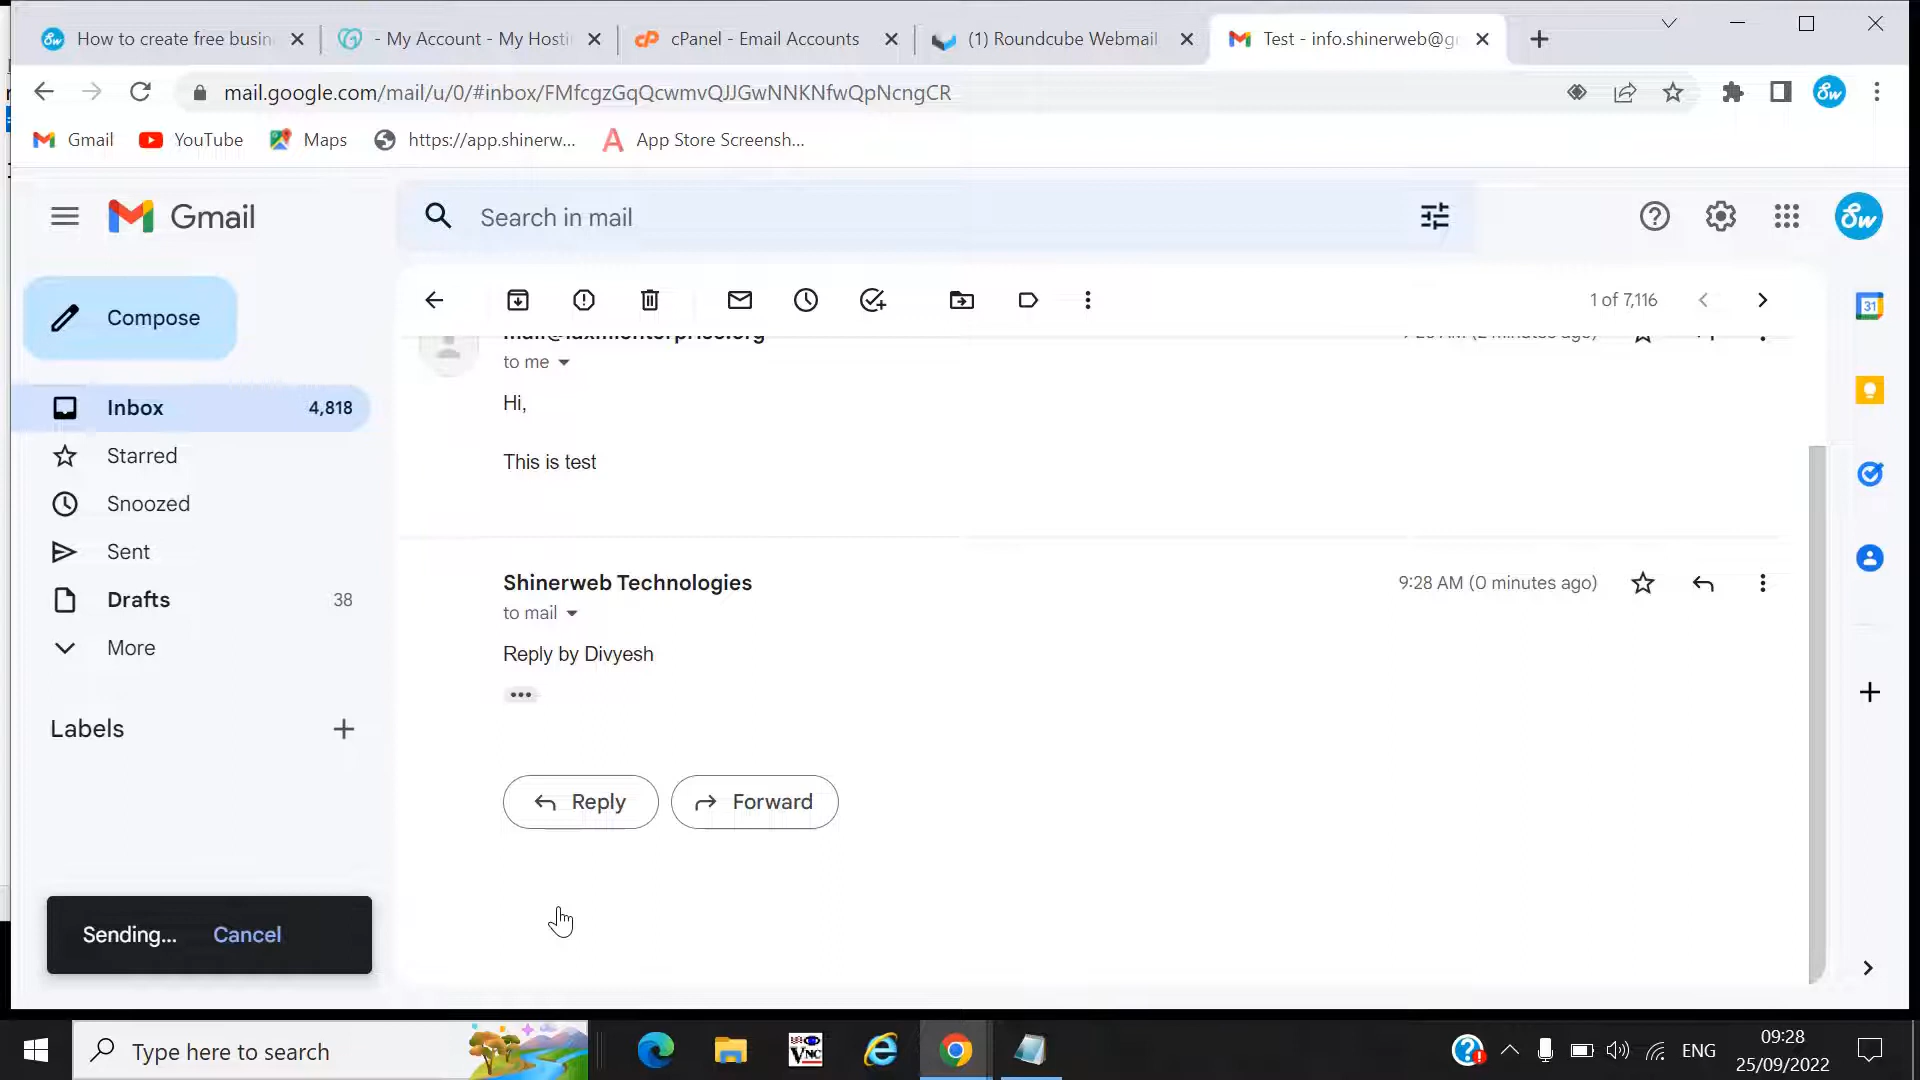 How to create free busin
- My Account - My Hosti
cPanel - Email Accounts
(1) Roundcube Webmail
Test - info.shinerweb@g
mail.google.com/mail/u/0/#inbox/FMfcgzGqQcwmvQJJGwNNKNfwQpNcngCR
Gmail
YouTube
Maps
https://app.shinerw...
App Store Screensh...
Gmail
Search in mail
Compose
1 of 7,116
to me
Hi,
This is test
Inbox 4,818
Starred
Snoozed
Sent
Drafts 38
More
Labels
Shinerweb Technologies
9:28 AM (0 minutes ago)
to mail
Reply by Divyesh
Reply
Forward
Sending... Cancel
Type here to search
ENG
09:28
25/09/2022